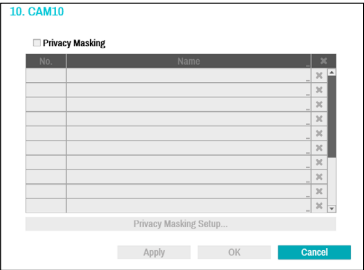 10. CAM10
Privacy Masking
No. Name
Privacy Masking Setup...
Apply OK Cancel